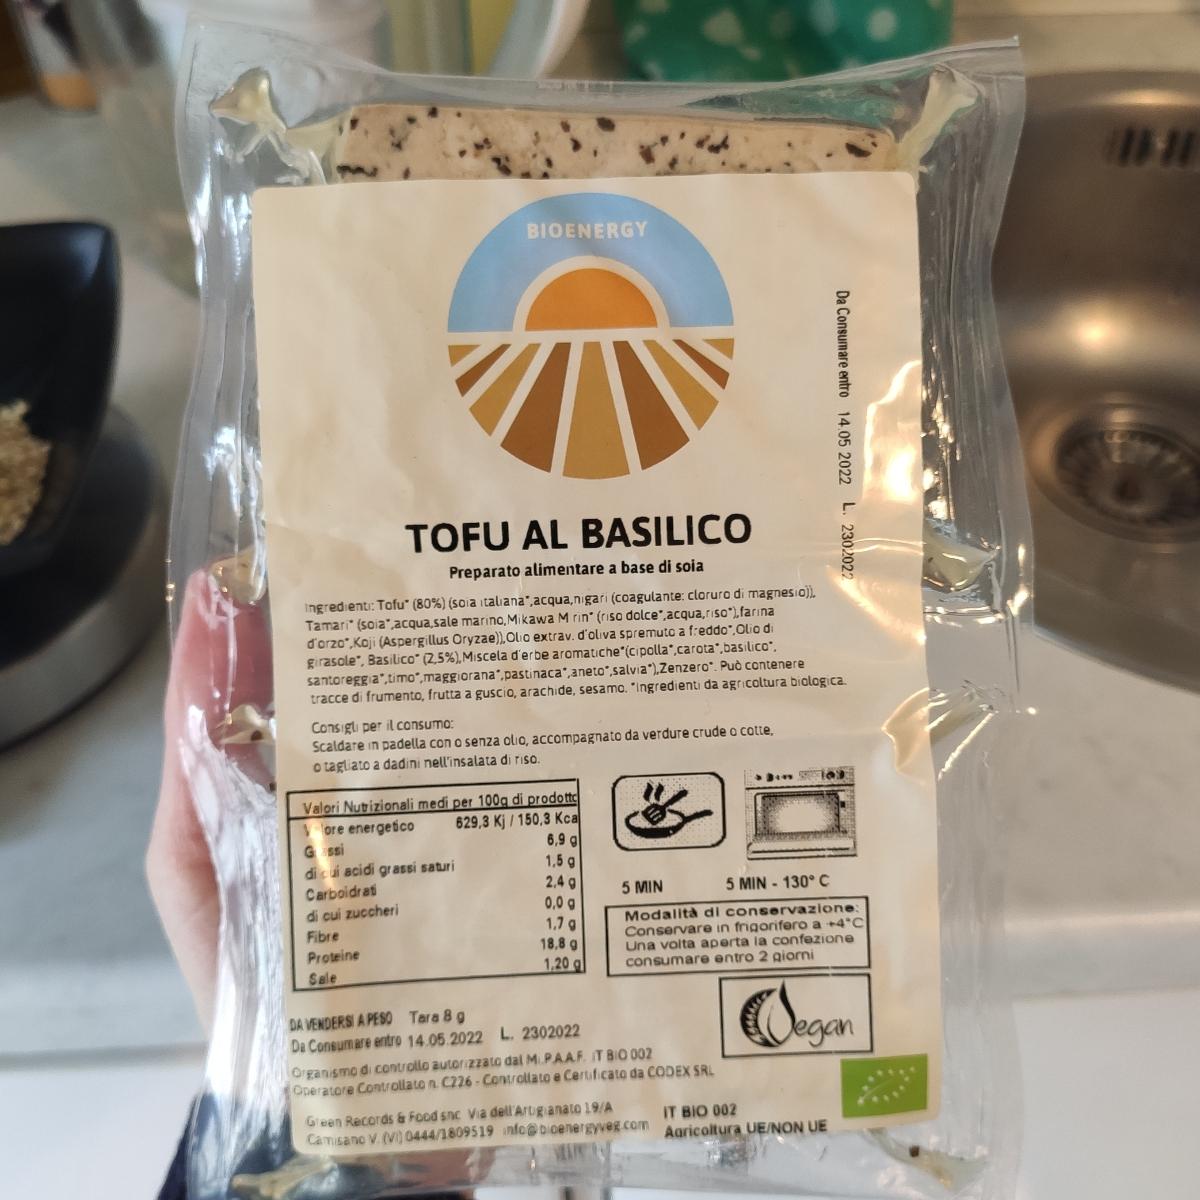 BIOENERGY
Da Consumare entro 14.05 2022 L. 2302022
TOFU AL BASILICO
Preparato alimentare a base di soia
Ingredienti: Tofu* (80%) (soia italiana*,acqua,nigari (coagulante: cloruro di magnesio)),
Tamari* (soia*,acqua,sale marino,Mikawa M rin* (riso dolce*,acqua,riso*),farina
d'orzo*,Koji (Aspergillus Oryzae)),Olio extrav. d'oliva spremuto a freddo*,Olio di
girasole*, Basilico* (2,5%),Miscela d'erbe aromatiche*(cipolla*,carota*,basilico*,
santoreggia*,timo*,maggiorana*,pastinaca*,aneto*,salvia*),Zenzero*. Può contenere
tracce di frumento, frutta a guscio, arachide, sesamo. *Ingredienti da agricoltura biologica.
Consigli per il consumo:
Scaldare in padella con o senza olio, accompagnato da verdure crude o cotte,
o tagliato a dadini nell'insalata di riso.
Valori Nutrizionali medi per 100g di prodotto
Valore energetico 629,3 Kj / 150,3 Kca
Grassi 6,9 g
di cui acidi grassi saturi 1,5 g
Carboidrati 2,4 g
di cui zuccheri 0,0 g
Fibre 1,7 g
Proteine 18,8 g
Sale 1,20 g
5 MIN
5 MIN - 130° C
Modalità di conservazione:
Conservare in frigorifero a +4°C
Una volta aperta la confezione
consumare entro 2 giorni
Vegan
DA VENDERSI A PESO Tara 8 g
Da Consumare entro 14.05.2022 L. 2302022
Organismo di controllo autorizzato dal Mi.P.A.A.F. IT BIO 002
Operatore Controllato n. C226 - Controllato e Certificato da CODEX SRL
Green Records & Food snc Via dell'Artigianato 19/A
Camisano V. (VI) 0444/1809519 info@bioenergyveg.com
IT BIO 002
Agricoltura UE/NON UE